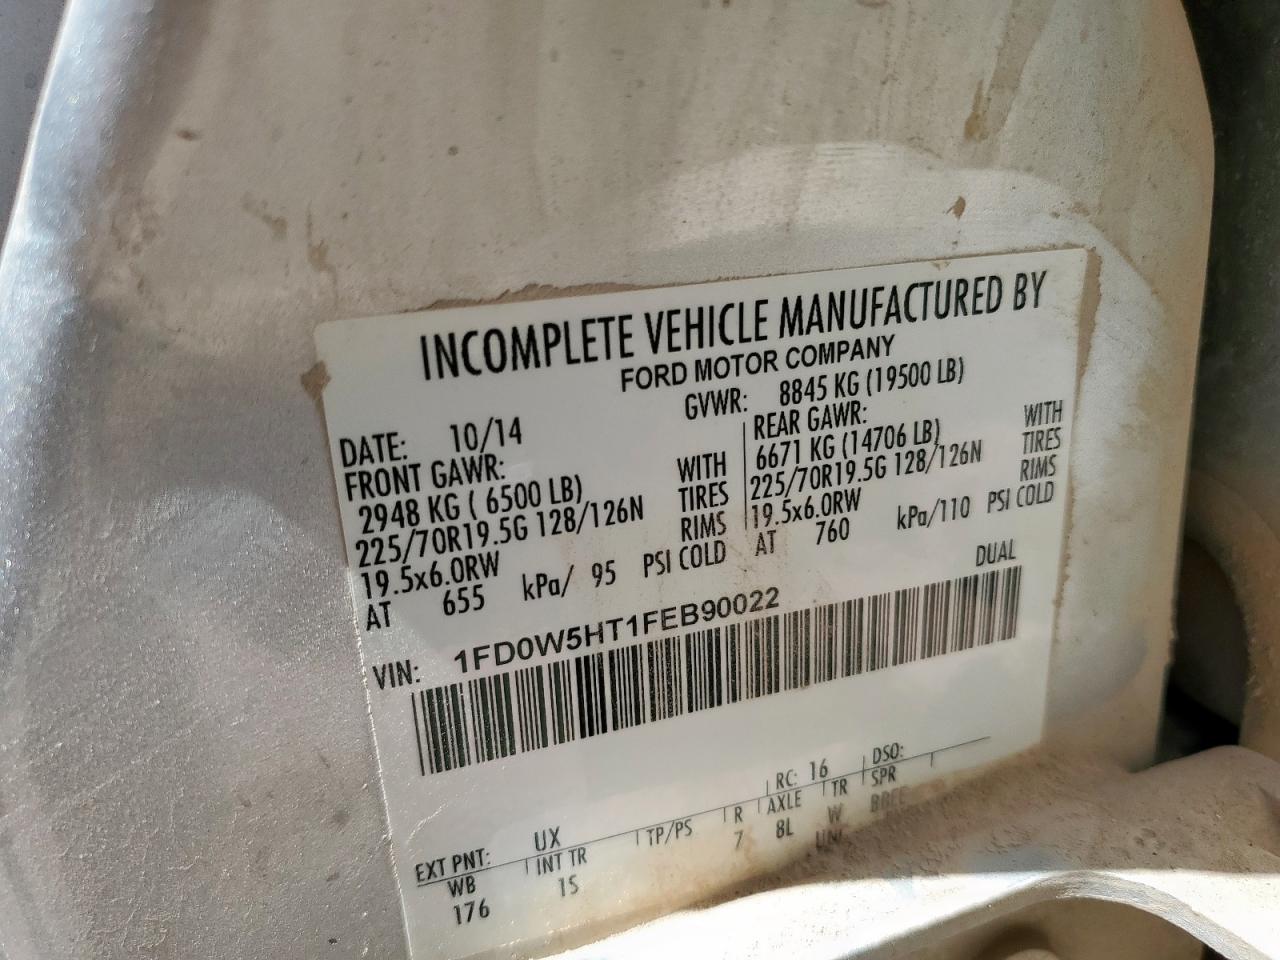 INCOMPLETE VEHICLE MANUFACTURED BY
FORD MOTOR COMPANY
DATE: 10/14 GVWR: 8845 KG (19500 LB)
FRONT GAWR: REAR GAWR:
2948 KG ( 6500 LB) WITH 6671 KG (14706 LB) WITH
225/70R19.5G 128/126N TIRES 225/70R19.5G 128/126N TIRES
19.5x6.0RW RIMS 19.5x6.0RW RIMS
AT 655 kPa/ 95 PSI COLD AT 760 kPa/110 PSI COLD
DUAL
VIN: 1FD0W5HT1FEB90022
EXT PNT: UX RC: 16 DSO:
WB INT TR TP/PS R AXLE TR SPR
176 15 7 8L W